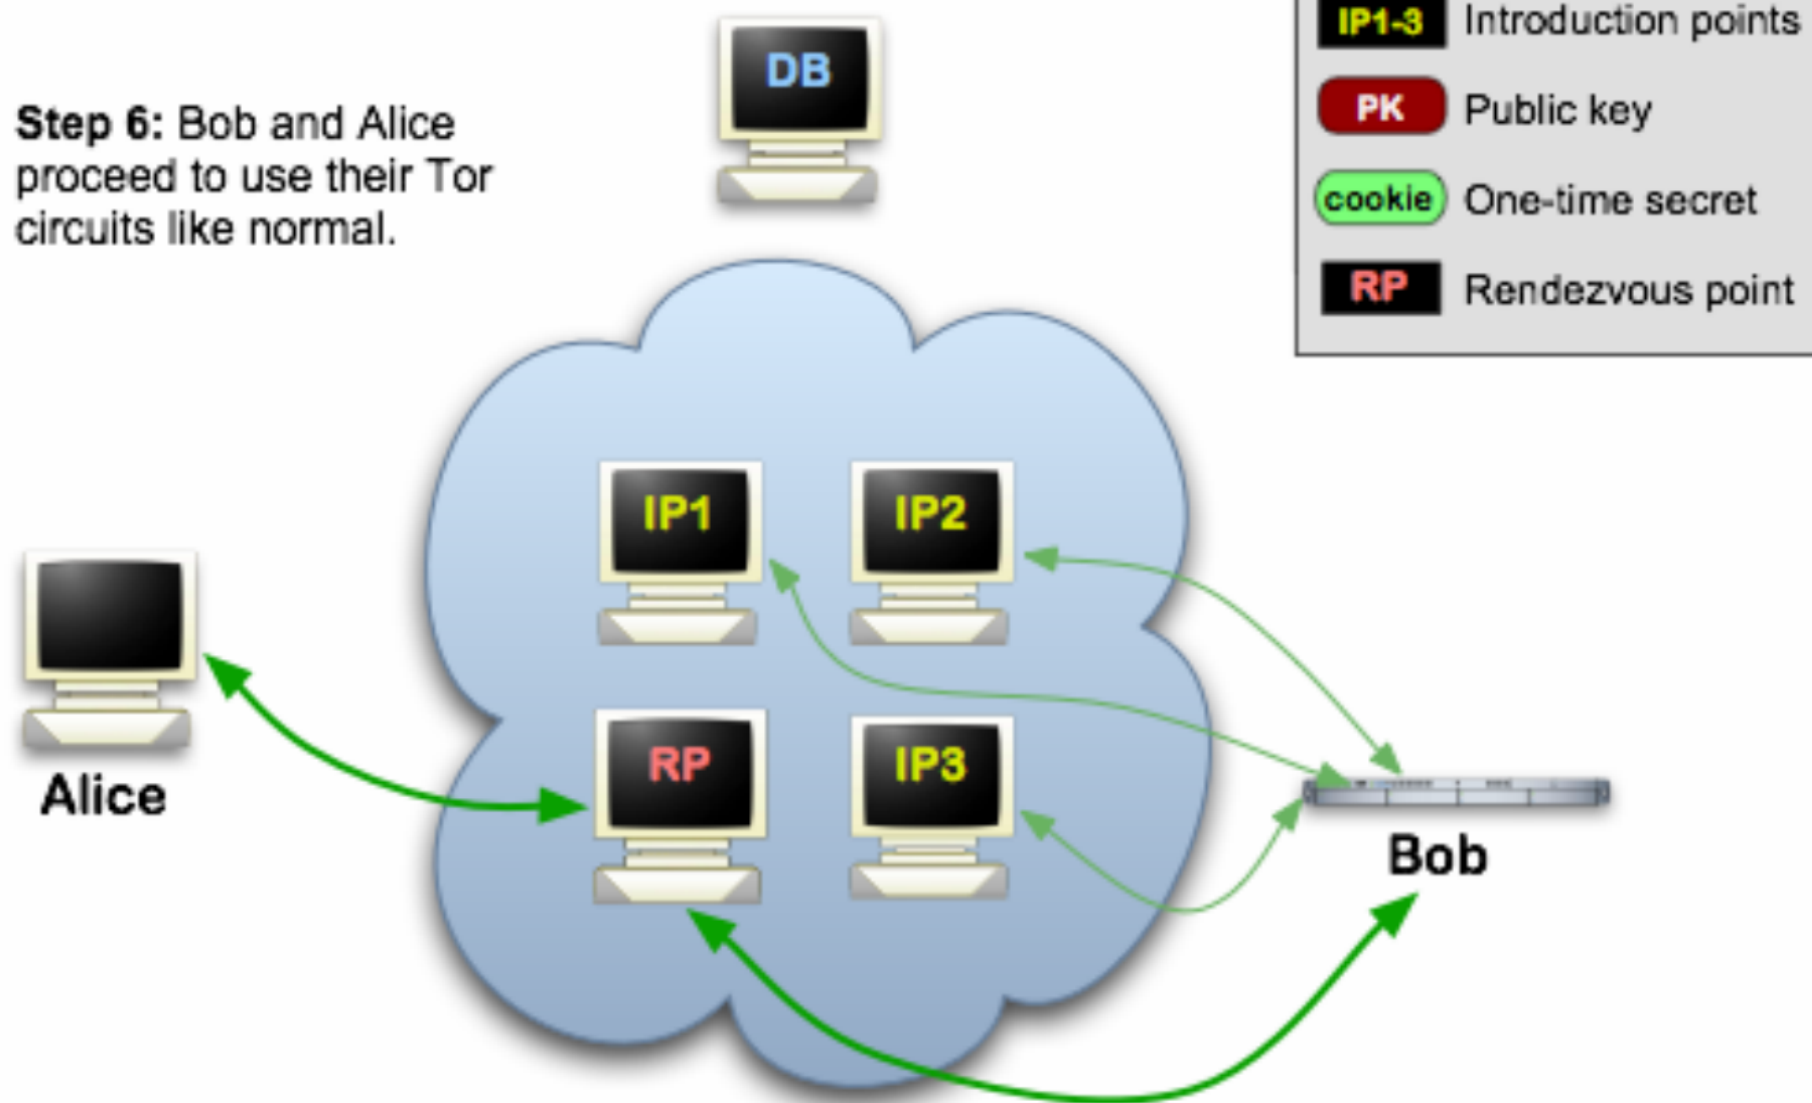 DB
Step 6: Bob and Alice
proceed to use their Tor
circuits like normal.
IP1-3 Introduction points
PK Public key
cookie One-time secret
RP Rendezvous point
IP1
IP2
RP
IP3
Alice
Bob